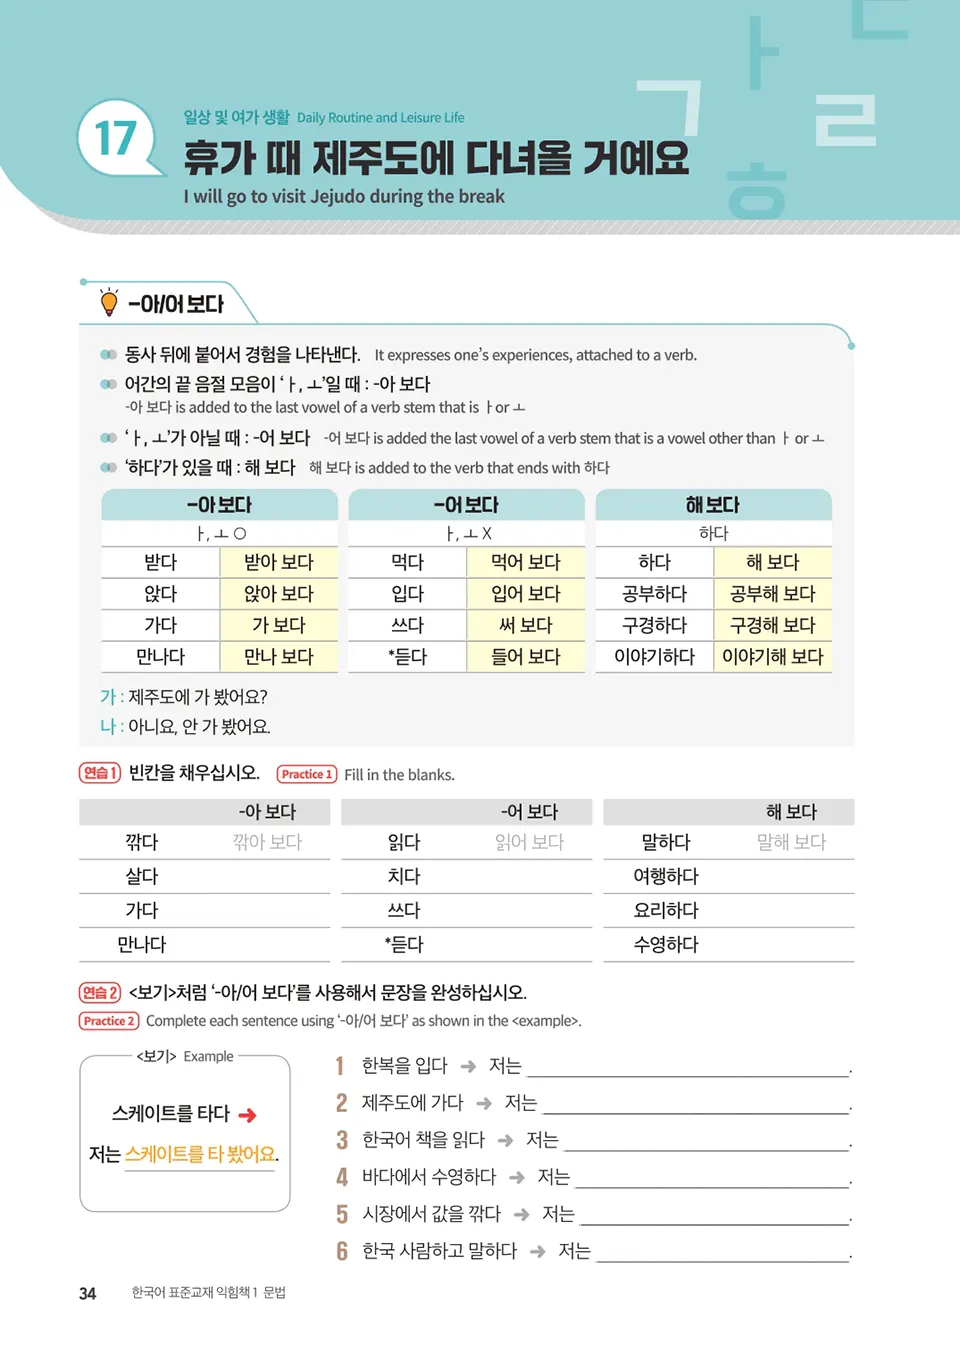 17
일상 및 여가 생활 Daily Routine and Leisure Life
휴가 때 제주도에 다녀올 거예요
I will go to visit Jejudo during the break
ㅏ ㄷ ㄱ ㄹ ㅎ
-아/어 보다
동사 뒤에 붙어서 경험을 나타낸다. It expresses one's experiences, attached to a verb.
어간의 끝 음절 모음이 'ㅏ, ㅗ'일 때 : -아 보다
-아 보다 is added to the last vowel of a verb stem that is ㅏor ㅗ
'ㅏ, ㅗ'가 아닐 때 : -어 보다 -어 보다 is added the last vowel of a verb stem that is a vowel other than ㅏ or ㅗ
'하다'가 있을 때 : 해 보다 해 보다 is added to the verb that ends with 하다
-아 보다 -어 보다 해 보다
ㅏ, ㅗ ○ ㅏ, ㅗ X 하다
받다 받아 보다 먹다 먹어 보다 하다 해 보다
앉다 앉아 보다 입다 입어 보다 공부하다 공부해 보다
가다 가 보다 쓰다 써 보다 구경하다 구경해 보다
만나다 만나 보다 *듣다 들어 보다 이야기하다 이야기해 보다
가 : 제주도에 가 봤어요?
나 : 아니요, 안 가 봤어요.
연습 1 빈칸을 채우십시오. Practice 1 Fill in the blanks.
-아 보다 -어 보다 해 보다
깎다 깎아 보다 읽다 읽어 보다 말하다 말해 보다
살다 치다 여행하다
가다 쓰다 요리하다
만나다 *듣다 수영하다
연습 2 <보기>처럼 '-아/어 보다'를 사용해서 문장을 완성하십시오.
Practice 2 Complete each sentence using '-아/어 보다' as shown in the <example>.
<보기> Example
스케이트를 타다 ➜
저는 스케이트를 타 봤어요.
1 한복을 입다 ➜ 저는 .
2 제주도에 가다 ➜ 저는 .
3 한국어 책을 읽다 ➜ 저는 .
4 바다에서 수영하다 ➜ 저는 .
5 시장에서 값을 깎다 ➜ 저는 .
6 한국 사람하고 말하다 ➜ 저는 .
34 한국어 표준교재 익힘책 1 문법